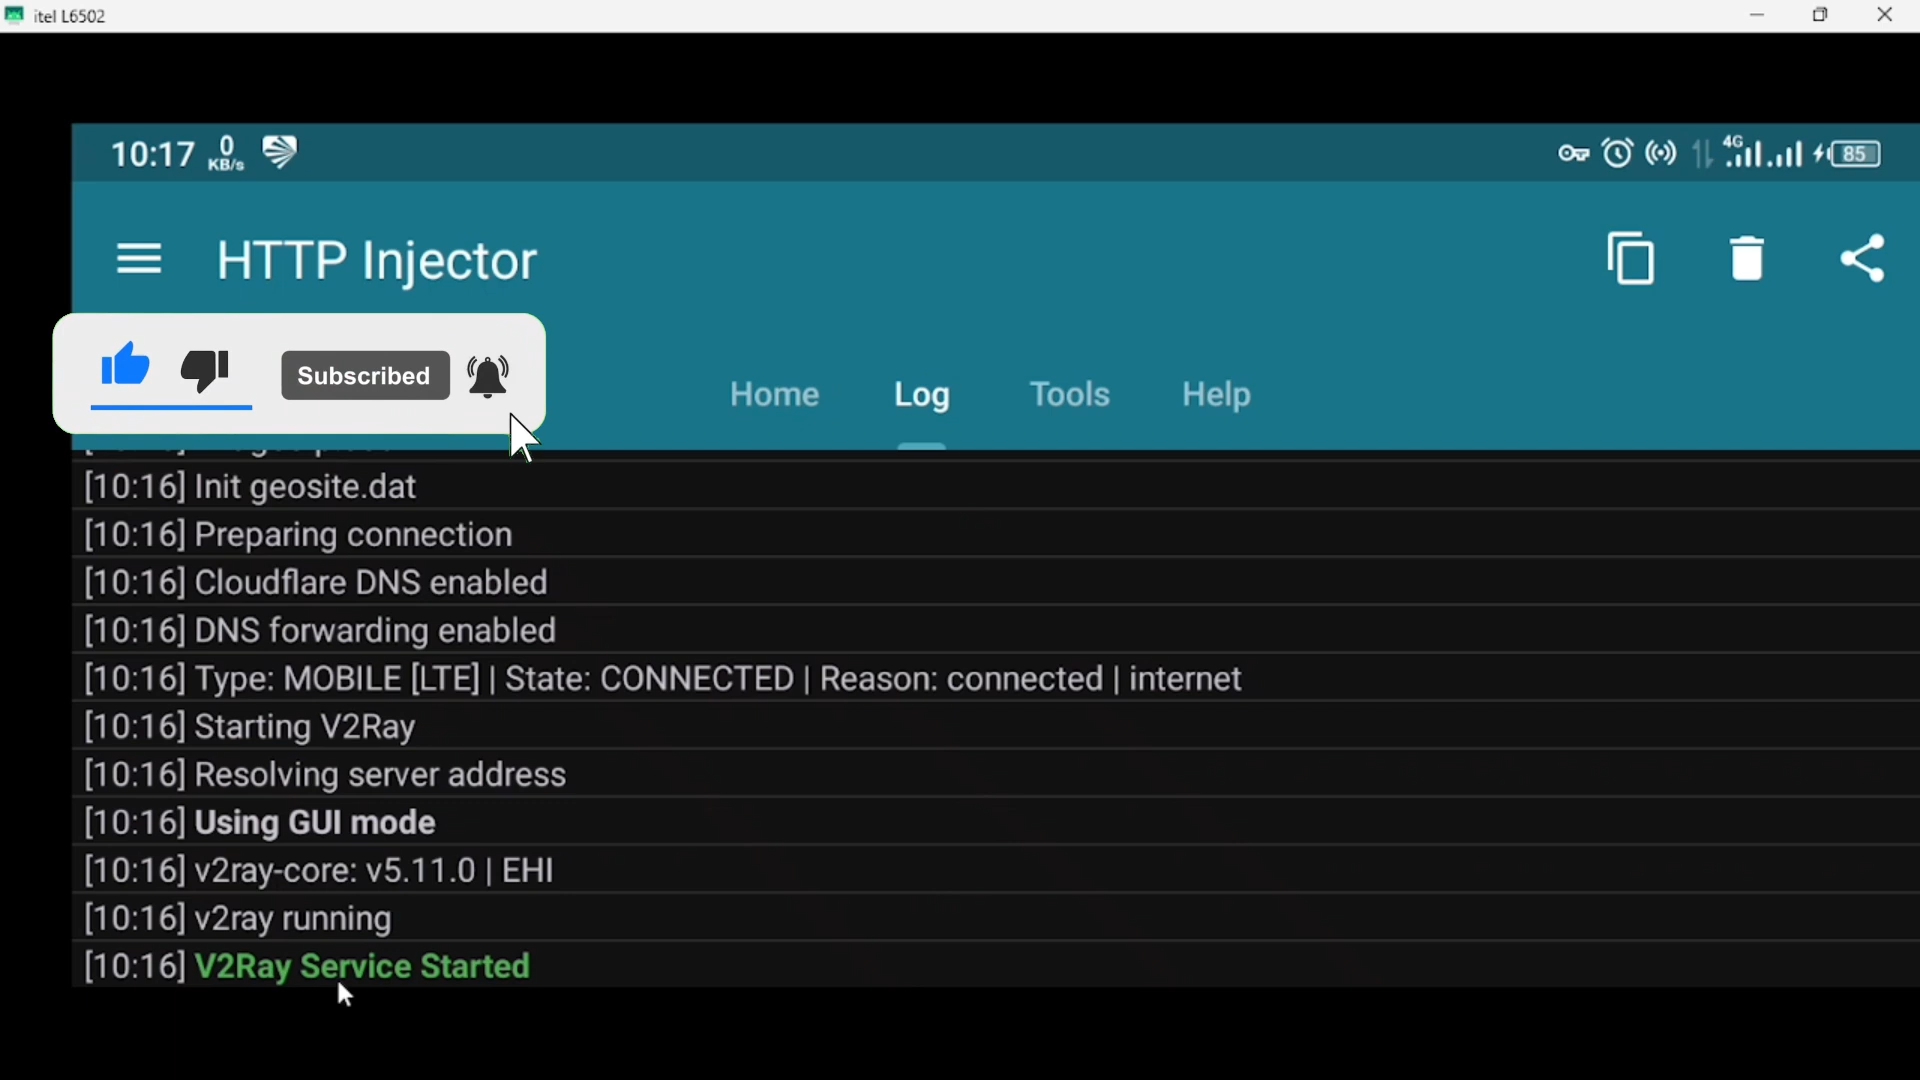 itel L6502
10:17 0 KB/s 4G 85
HTTP Injector
Subscribed
Home Log Tools Help
[10:16] Init geosite.dat
[10:16] Preparing connection
[10:16] Cloudflare DNS enabled
[10:16] DNS forwarding enabled
[10:16] Type: MOBILE [LTE] | State: CONNECTED | Reason: connected | internet
[10:16] Starting V2Ray
[10:16] Resolving server address
[10:16] Using GUI mode
[10:16] v2ray-core: v5.11.0 | EHI
[10:16] v2ray running
[10:16] V2Ray Service Started